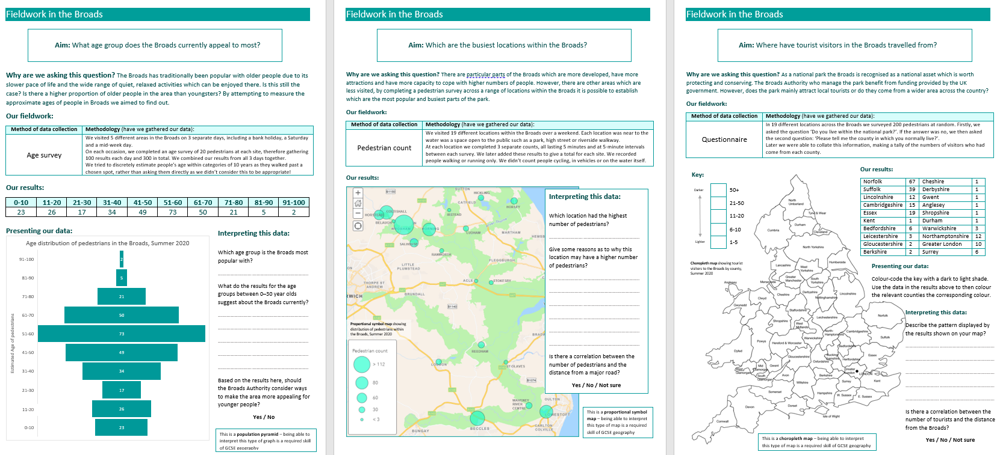 Fieldwork in the Broads
Aim: What age group does the Broads currently appeal to most?
Why are we asking this question? The Broads has traditionally been popular with older people due to its
slower pace of life and the wide range of quiet, relaxed activities which can be enjoyed there. Is this still the
case? Is there a higher proportion of older people in the area than youngsters? By attempting to measure the
approximate ages of people in Broads we aimed to find out.
Our fieldwork:
Method of data collection
Methodology (have we gathered our data):
Age survey
We visited 5 different areas in the Broads on 3 separate days, including a bank holiday, a Saturday
and a mid-week day.
On each occasion, we completed an age survey of 20 pedestrians at each site, therefore gathering
100 results each day and 300 in total. We combined our results from all 3 days together.
We tried to discretely estimate people's age within categories of 10 years as they walked past a
chosen spot, rather than asking them directly as we didn't consider this to be appropriate!
Our results:
0-10 11-20 21-30 31-40 41-50 51-60 61-70 71-80 81-90 91-100
23 26 17 34 49 73 50 21 5 2
Presenting our data:
Age distribution of pedestrians in the Broads, Summer 2020
Estimated Age of pedestrians
91-100 2
81-90 5
71-80 21
61-70 50
51-60 73
41-50 49
31-40 34
21-30 17
11-20 26
0-10 23
Interpreting this data:
Which age group is the Broads most
popular with?
What do the results for the age
groups between 0–30 year olds
suggest about the Broads currently?
Based on the results here, should
the Broads Authority consider ways
to make the area more appealing for
younger people?
Yes / No
This is a population pyramid – being able to
interpret this type of graph is a required skill
of GCSE geography
Fieldwork in the Broads
Aim: Which are the busiest locations within the Broads?
Why are we asking this question? There are particular parts of the Broads which are more developed, have more
attractions and have more capacity to cope with higher numbers of people. However, there are other areas which are
less visited, by completing a pedestrian survey across a range of locations within the Broads it is possible to establish
which are the most popular and busiest parts of the park.
Our fieldwork:
Method of data collection
Methodology (have we gathered our data):
Pedestrian count
We visited 19 different locations within the Broads over a weekend. Each location was near to the
water was a space open to the public such as a park, high street or riverside walkway.
At each location we completed 3 separate counts, all lasting 5 minutes and at 5-minute intervals
between each survey. We later added these results to give a total for each site. We recorded
people walking or running only. We didn't count people cycling, in vehicles or on the water itself.
Our results:
B1150
HICKLING
CATFIELD
HORSEY
COLTISHALL
IRSTEAD
BELAUGH
WROXHAM
HORNING
LUDHAM
River Thurne
MARTHAM
HEMSB
SALHOUSE
RANWORTH
FLEGGBURGH
LITTLE
PLUMSTEAD
THORPE ST
ANDREW
ACLE
STOKESBY
RWICH
BRUNDALL
B1140
BRADW
REEDHAM
LODDON
ST OLAVES
B1074
WAVENEY
RIVER
CENTRE
OULTON
LOWESTOFT
BECCLES
BUNGAY
CARLTON
COLVILLE
Proportional symbol map showing
distribution of pedestrians within
the Broads, Summer 2020
Pedestrian count
> 112
80
60
30
< 3
Interpreting this data:
Which location had the highest
number of pedestrians?
Give some reasons as to why this
location may have a higher number
of pedestrians?
Is there a correlation between the
number of pedestrians and the
distance from a major road?
Yes / No / Not sure
This is a proportional symbol
map – being able to interpret
this type of map is a required
skill of GCSE geography
Fieldwork in the Broads
Aim: Where have tourist visitors in the Broads travelled from?
Why are we asking this question? As a national park the Broads is recognised as a national asset which is worth
protecting and conserving. The Broads Authority who manage the park benefit from funding provided by the UK
government. However, does the park mainly attract local tourists or do they come from a wider area across the country?
Our fieldwork:
Method of data collection
Methodology (have we gathered our data):
Questionnaire
In 19 different locations across the Broads we surveyed 200 pedestrians at random. Firstly, we
asked the question 'Do you live within the national park?'. If the answer was no, we then asked
the second question: 'Please tell me the county in which you normally live?'.
Later we were able to collate this information, making a tally of the numbers of visitors who had
come from each county.
Key:
Darker
Lighter
50+
21-50
11-20
6-10
1-5
Choropleth map showing tourist
visitors to the Broads by county,
Summer 2020
Our results:
Norfolk 67 Cheshire 1
Suffolk 39 Derbyshire 1
Lincolnshire 12 Gwent 1
Cambridgeshire 15 Anglesey 1
Essex 19 Shropshire 1
Kent 1 Durham 1
Bedfordshire 6 Warwickshire 3
Leicestershire 3 Northamptonshire 12
Gloucestershire 2 Greater London 10
Berkshire 2 Surrey 6
Presenting our data:
Colour-code the key with a dark to light shade.
Use the data in the results above to then colour
the relevant counties the corresponding colour.
Interpreting this data:
Describe the pattern displayed by
the results shown on your map?
Is there a correlation between the
number of tourists and the distance
from the Broads?
Yes / No / Not sure
North
Umberland
Tyne & Wear
Durham
Cleveland
Cumbria
North Yorkshire
Lancashire
West
Yorkshire
Humberside
Greater
Manchester
South
Yorkshire
Merseyside
Anglesey
Cheshire
Derbyshire
Nottinghamshire
Lincolnshire
Clwyd
Gwynedd
Staffordshire
Shropshire
West
Midlands
Leicestershire
Norfolk
Cambridgeshire
Suffolk
Powys
Hereford &
Worcester
Warwickshire
North-
Hamptonshire
Bedfordshire
Dyfed
Gloucestershire
Oxfordshire
Bucking
hamshire
Hertfordshire
Essex
West
Glamorgan
Mid
Glamorgan
South
Glamorgan
Gwent
Avon
Wiltshire
Berkshire
Greater
London
LONDON
Surrey
Kent
Somerset
Hampshire
W. Sussex
E. Sussex
Devon
Dorset
Isle of Wight
Cornwall
This is a choropleth map – being able to interpret
this type of map is a required skill of GCSE geography